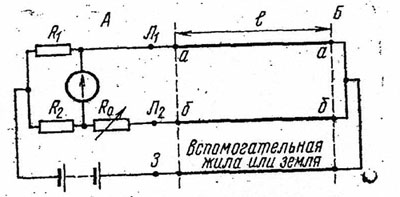 А Б
R₁ Л₁ l
а а
R₂ R₀ Л₂ б б
З Вспомогательная
жила или земля